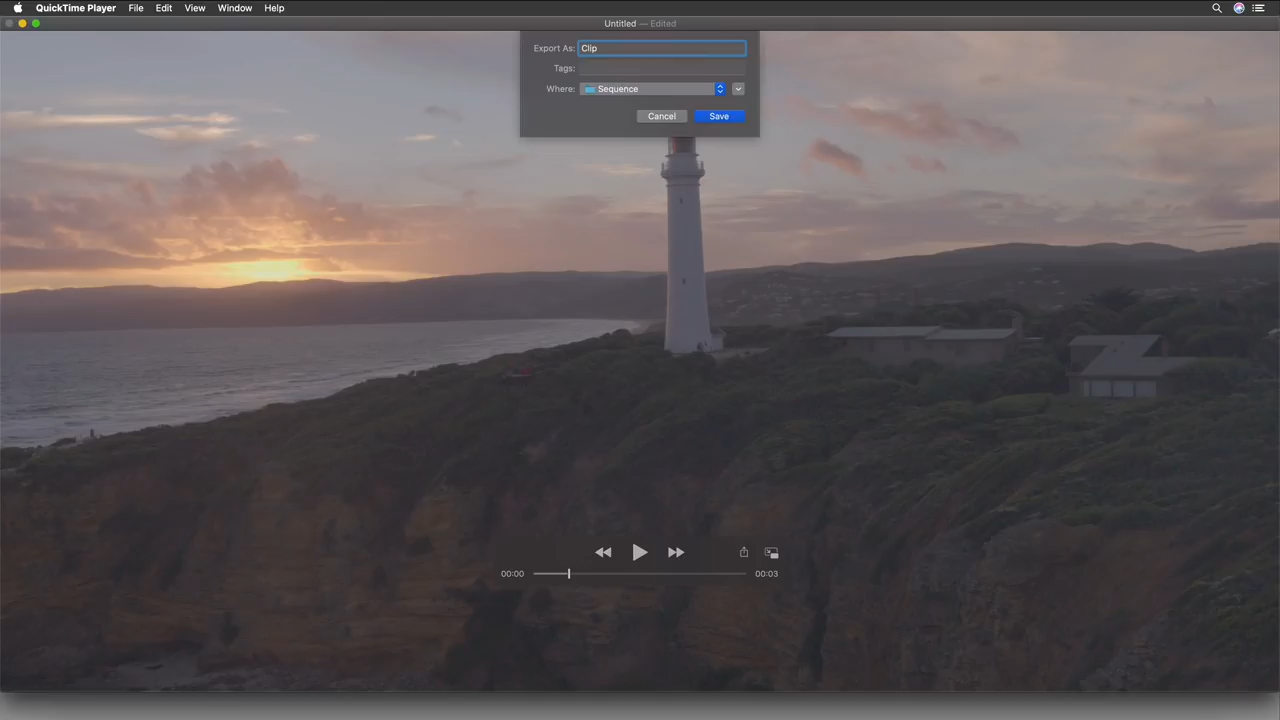 QuickTime Player File Edit View Window Help
Untitled — Edited
Export As: Clip
Tags:
Where: Sequence
Cancel Save
00:00 00:03